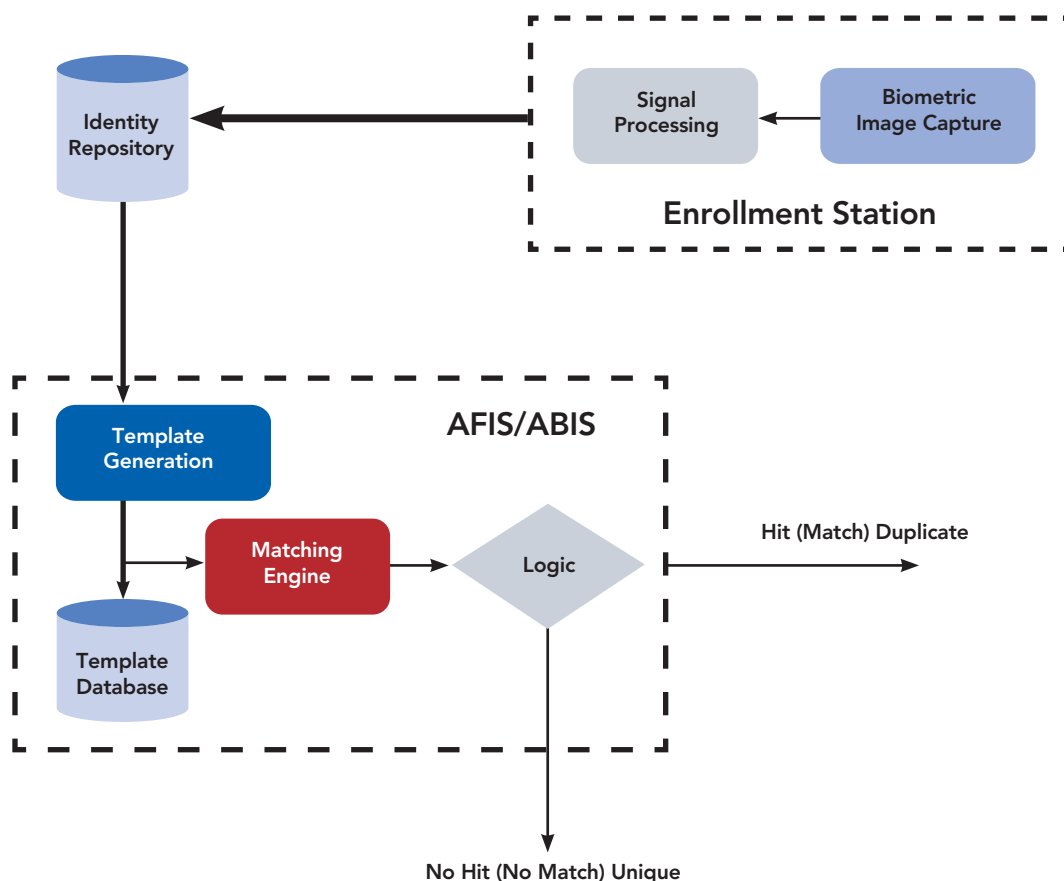 Identity
Repository
Signal
Processing
Biometric
Image Capture
Enrollment Station
AFIS/ABIS
Template
Generation
Matching
Engine
Logic
Hit (Match) Duplicate
Template
Database
No Hit (No Match) Unique